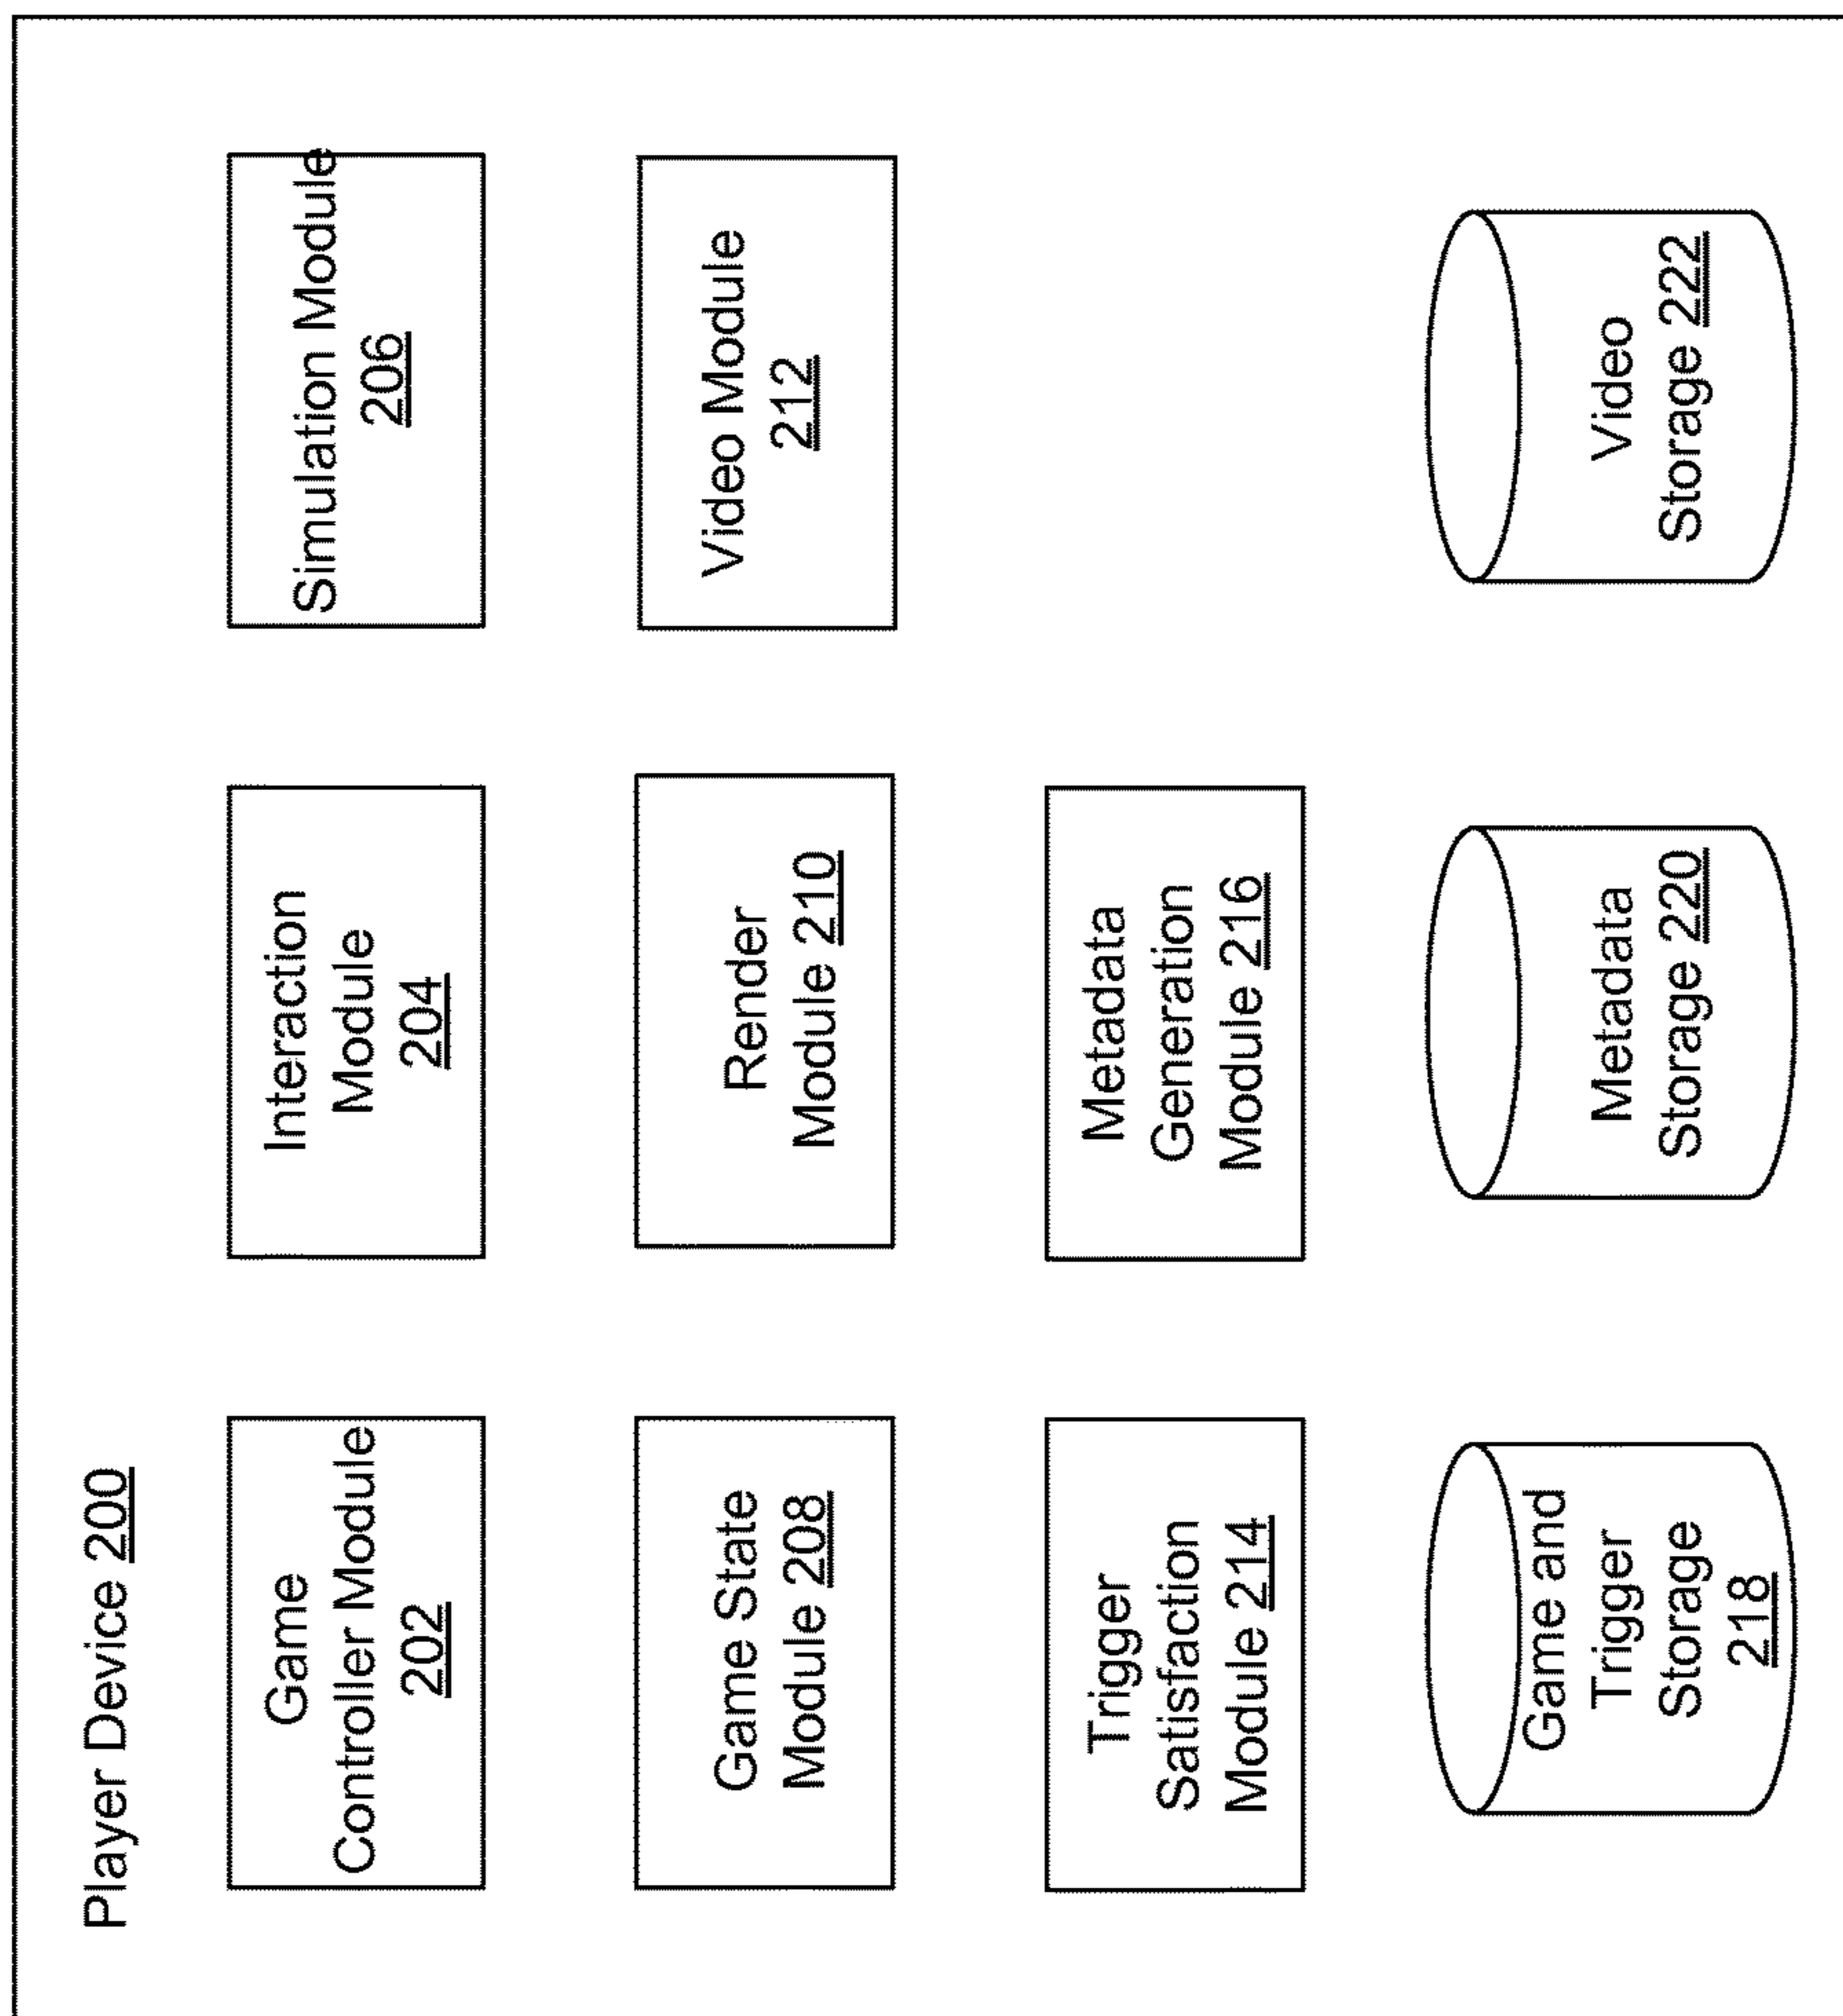 Player Device 200
Game
Controller Module
202
Interaction
Module
204
Simulation Module
206
Game State
Module 208
Render
Module 210
Video Module
212
Trigger
Satisfaction
Module 214
Metadata
Generation
Module 216
Game and
Trigger
Storage
218
Metadata
Storage 220
Video
Storage 222